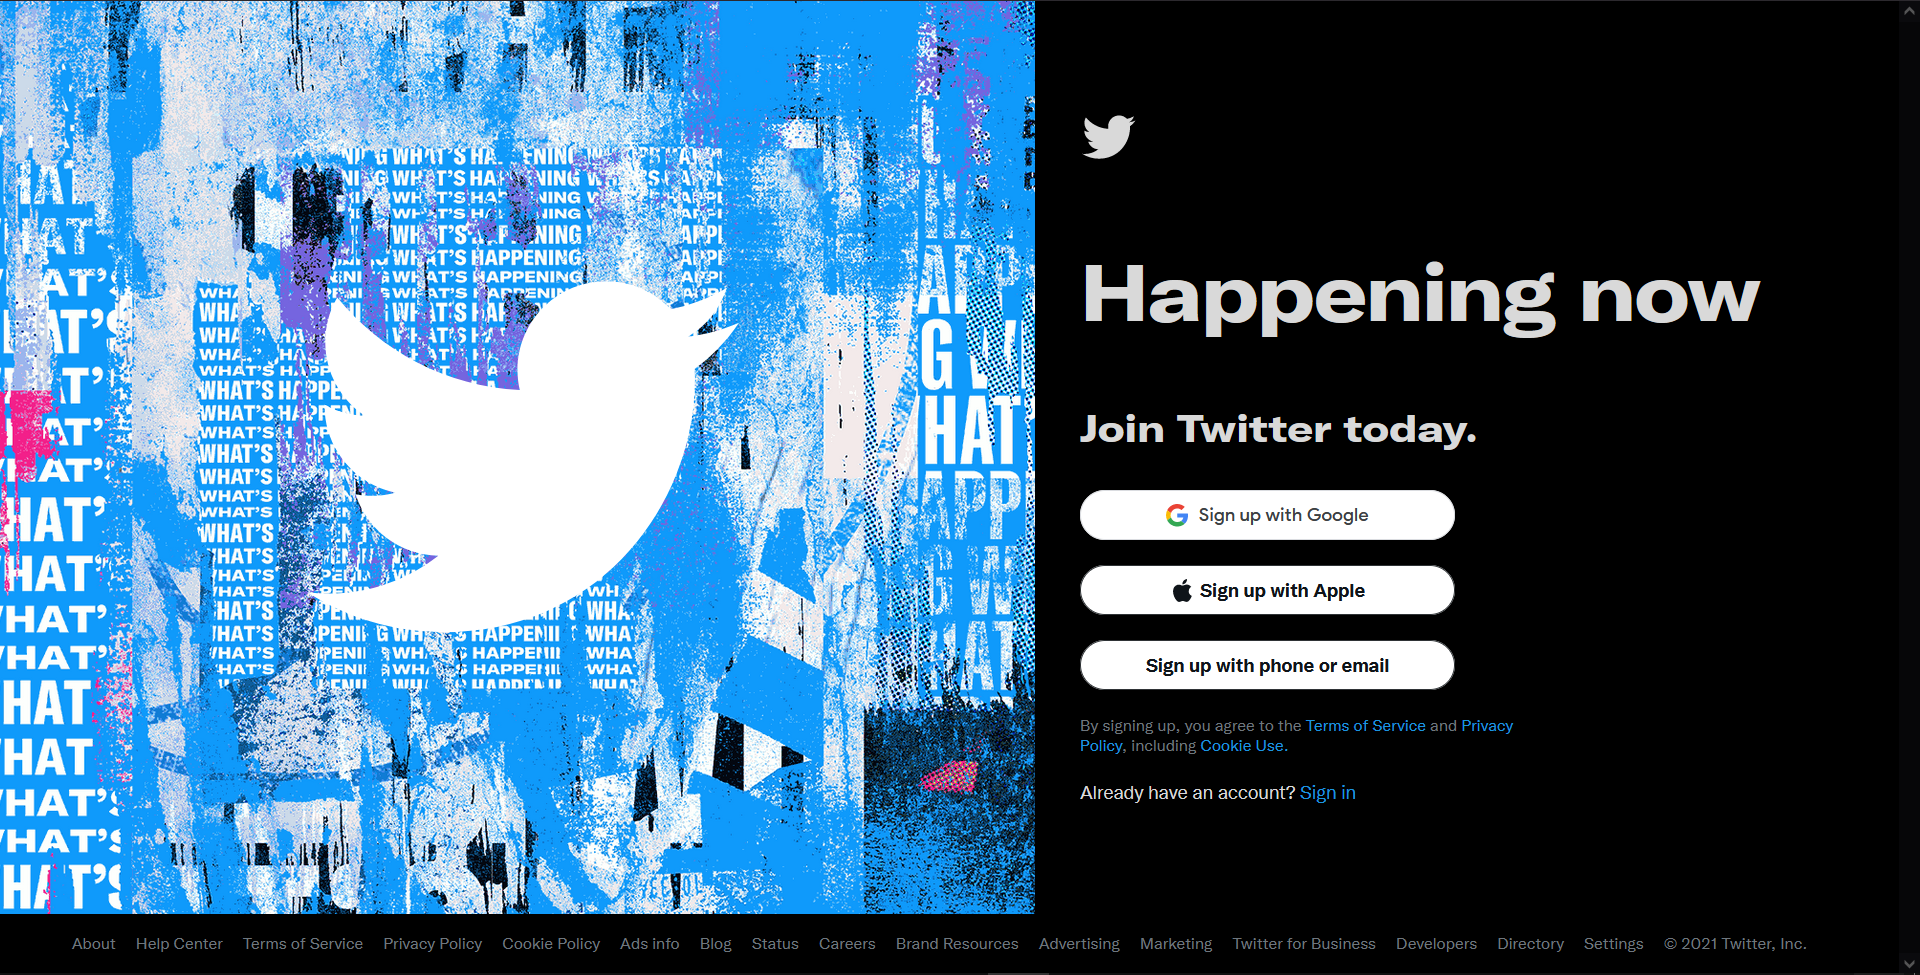 WHAT'S HAPPENING
Happening now
Join Twitter today.
Sign up with Google
Sign up with Apple
Sign up with phone or email
By signing up, you agree to the Terms of Service and Privacy
Policy, including Cookie Use.
Already have an account? Sign in
About Help Center Terms of Service Privacy Policy Cookie Policy Ads info Blog Status Careers Brand Resources Advertising Marketing Twitter for Business Developers Directory Settings © 2021 Twitter, Inc.